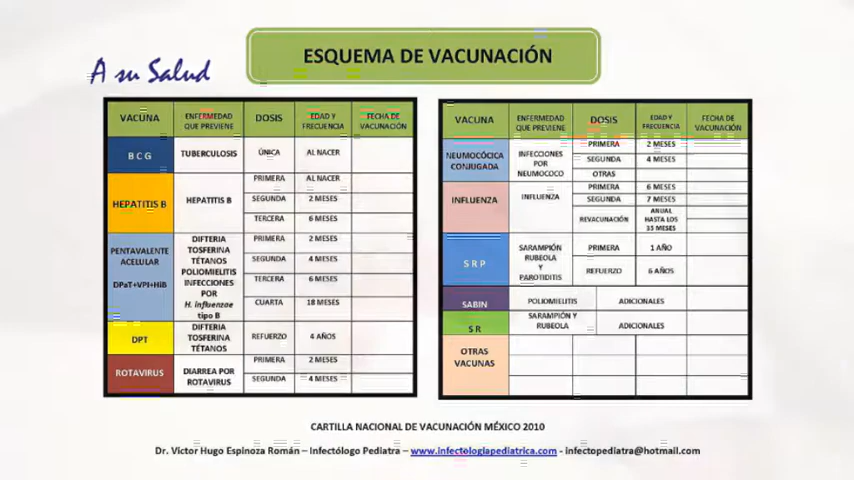 ESQUEMA DE VACUNACIÓN
A su Salud
VACUNA ENFERMEDAD QUE PREVIENE DOSIS EDAD Y FRECUENCIA FECHA DE VACUNACIÓN
B C G TUBERCULOSIS ÚNICA AL NACER
HEPATITIS B HEPATITIS B PRIMERA AL NACER
SEGUNDA 2 MESES
TERCERA 6 MESES
PENTAVALENTE ACELULAR DPaT+VPI+HiB DIFTERIA TOSFERINA TÉTANOS POLIOMIELITIS INFECCIONES POR H. influenzae tipo B PRIMERA 2 MESES
SEGUNDA 4 MESES
TERCERA 6 MESES
CUARTA 18 MESES
DPT DIFTERIA TOSFERINA TÉTANOS REFUERZO 4 AÑOS
ROTAVIRUS DIARREA POR ROTAVIRUS PRIMERA 2 MESES
SEGUNDA 4 MESES
VACUNA ENFERMEDAD QUE PREVIENE DOSIS EDAD Y FRECUENCIA FECHA DE VACUNACIÓN
NEUMOCÓCICA CONJUGADA INFECCIONES POR NEUMOCOCO PRIMERA 2 MESES
SEGUNDA 4 MESES
OTRAS
INFLUENZA INFLUENZA PRIMERA 6 MESES
SEGUNDA 7 MESES
REVACUNACIÓN ANUAL HASTA LOS 35 MESES
S R P SARAMPIÓN RUBEOLA Y PAROTIDITIS PRIMERA 1 AÑO
REFUERZO 6 AÑOS
SABIN POLIOMIELITIS ADICIONALES
S R SARAMPIÓN Y RUBEOLA ADICIONALES
OTRAS VACUNAS
CARTILLA NACIONAL DE VACUNACIÓN MÉXICO 2010
Dr. Víctor Hugo Espinoza Román – Infectólogo Pediatra – www.infectologiapediatrica.com - infectopediatra@hotmail.com